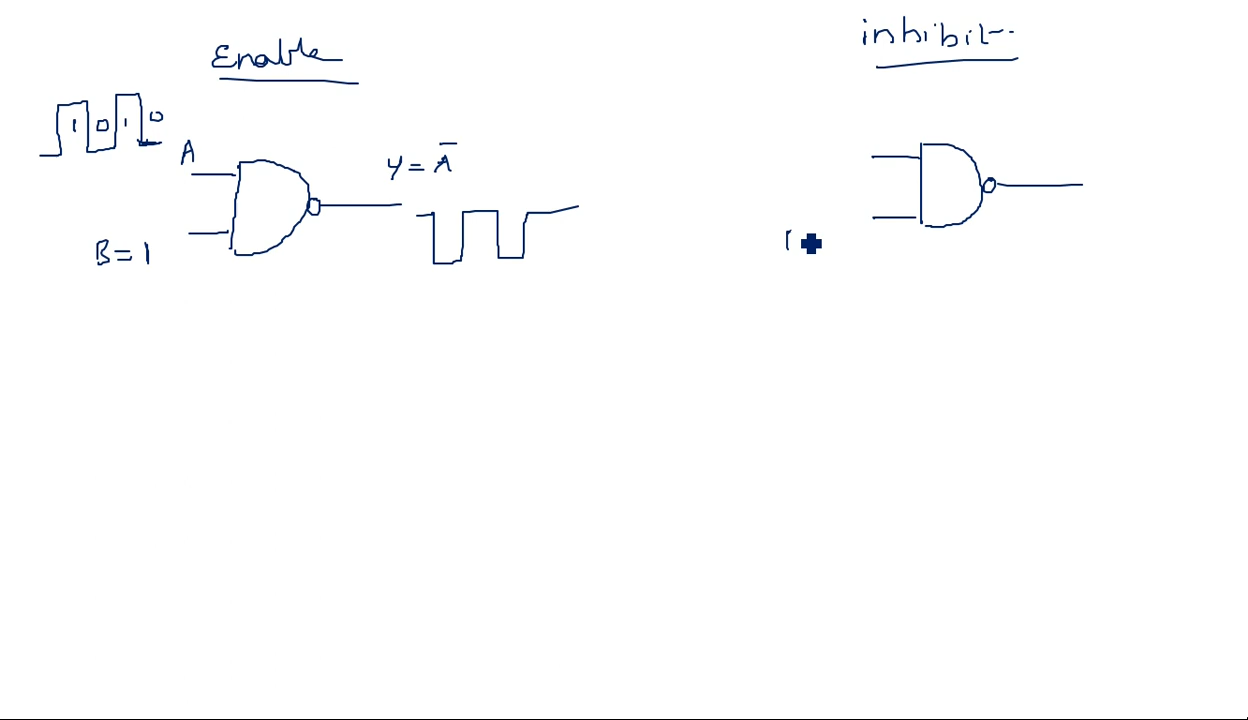 Enable
inhibit
1 0 1 0
A
y = A̅
B = 1